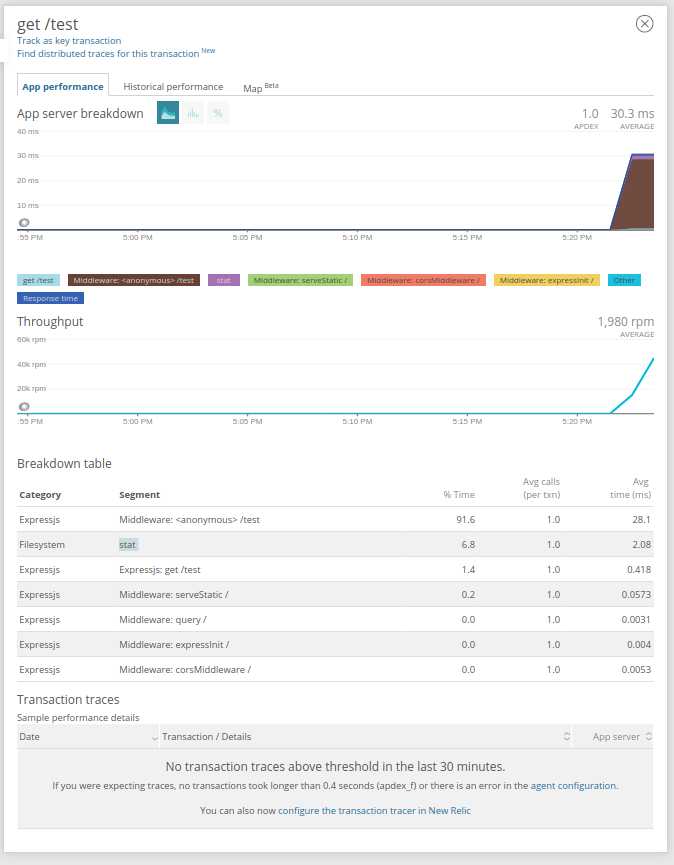 get /test
Track as key transaction
Find distributed traces for this transaction New
App performance Historical performance Map Beta
App server breakdown % 1.0 30.3 ms
APDEX AVERAGE
40 ms
30 ms
20 ms
10 ms
:55 PM 5:00 PM 5:05 PM 5:10 PM 5:15 PM 5:20 PM
get /test Middleware: <anonymous> /test stat Middleware: serveStatic / Middleware: corsMiddleware / Middleware: expressInit / Other
Response time
Throughput 1,980 rpm
AVERAGE
60k rpm
40k rpm
20k rpm
:55 PM 5:00 PM 5:05 PM 5:10 PM 5:15 PM 5:20 PM
Breakdown table
Avg calls Avg
Category Segment % Time (per txn) time (ms)
Expressjs Middleware: <anonymous> /test 91.6 1.0 28.1
Filesystem stat 6.8 1.0 2.08
Expressjs Expressjs: get /test 1.4 1.0 0.418
Expressjs Middleware: serveStatic / 0.2 1.0 0.0573
Expressjs Middleware: query / 0.0 1.0 0.0031
Expressjs Middleware: expressInit / 0.0 1.0 0.004
Expressjs Middleware: corsMiddleware / 0.0 1.0 0.0053
Transaction traces
Sample performance details
Date Transaction / Details App server
No transaction traces above threshold in the last 30 minutes.
If you were expecting traces, no transactions took longer than 0.4 seconds (apdex_f) or there is an error in the agent configuration.
You can also now configure the transaction tracer in New Relic